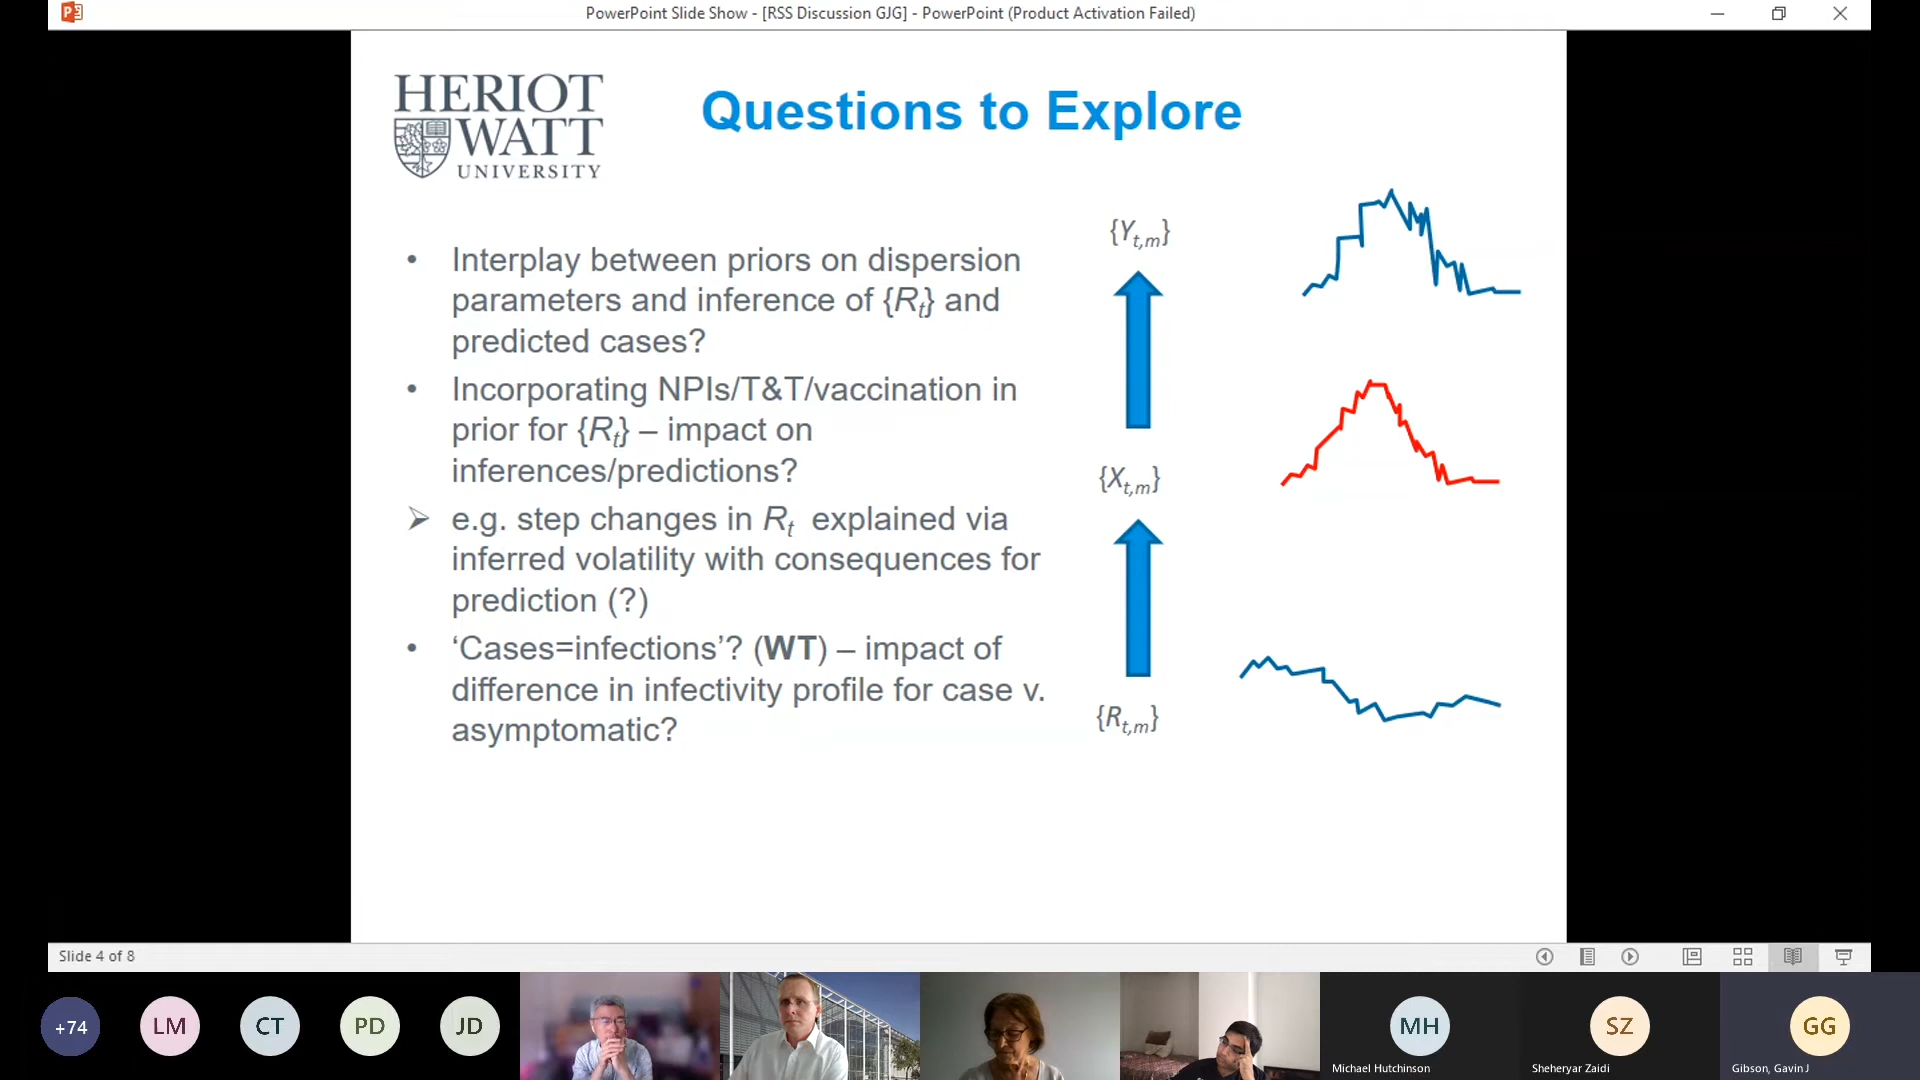 PowerPoint Slide Show - [RSS Discussion GJG] - PowerPoint (Product Activation Failed)
HERIOT
WATT
UNIVERSITY
Questions to Explore
• Interplay between priors on dispersion
parameters and inference of {Rt} and
predicted cases?
• Incorporating NPIs/T&T/vaccination in
prior for {Rt} – impact on
inferences/predictions?
➢ e.g. step changes in Rt explained via
inferred volatility with consequences for
prediction (?)
• ‘Cases=infections’? (WT) – impact of
difference in infectivity profile for case v.
asymptomatic?
{Yt,m}
{Xt,m}
{Rt,m}
Slide 4 of 8
+74
LM
CT
PD
JD
MH
Michael Hutchinson
SZ
Sheheryar Zaidi
GG
Gibson, Gavin J